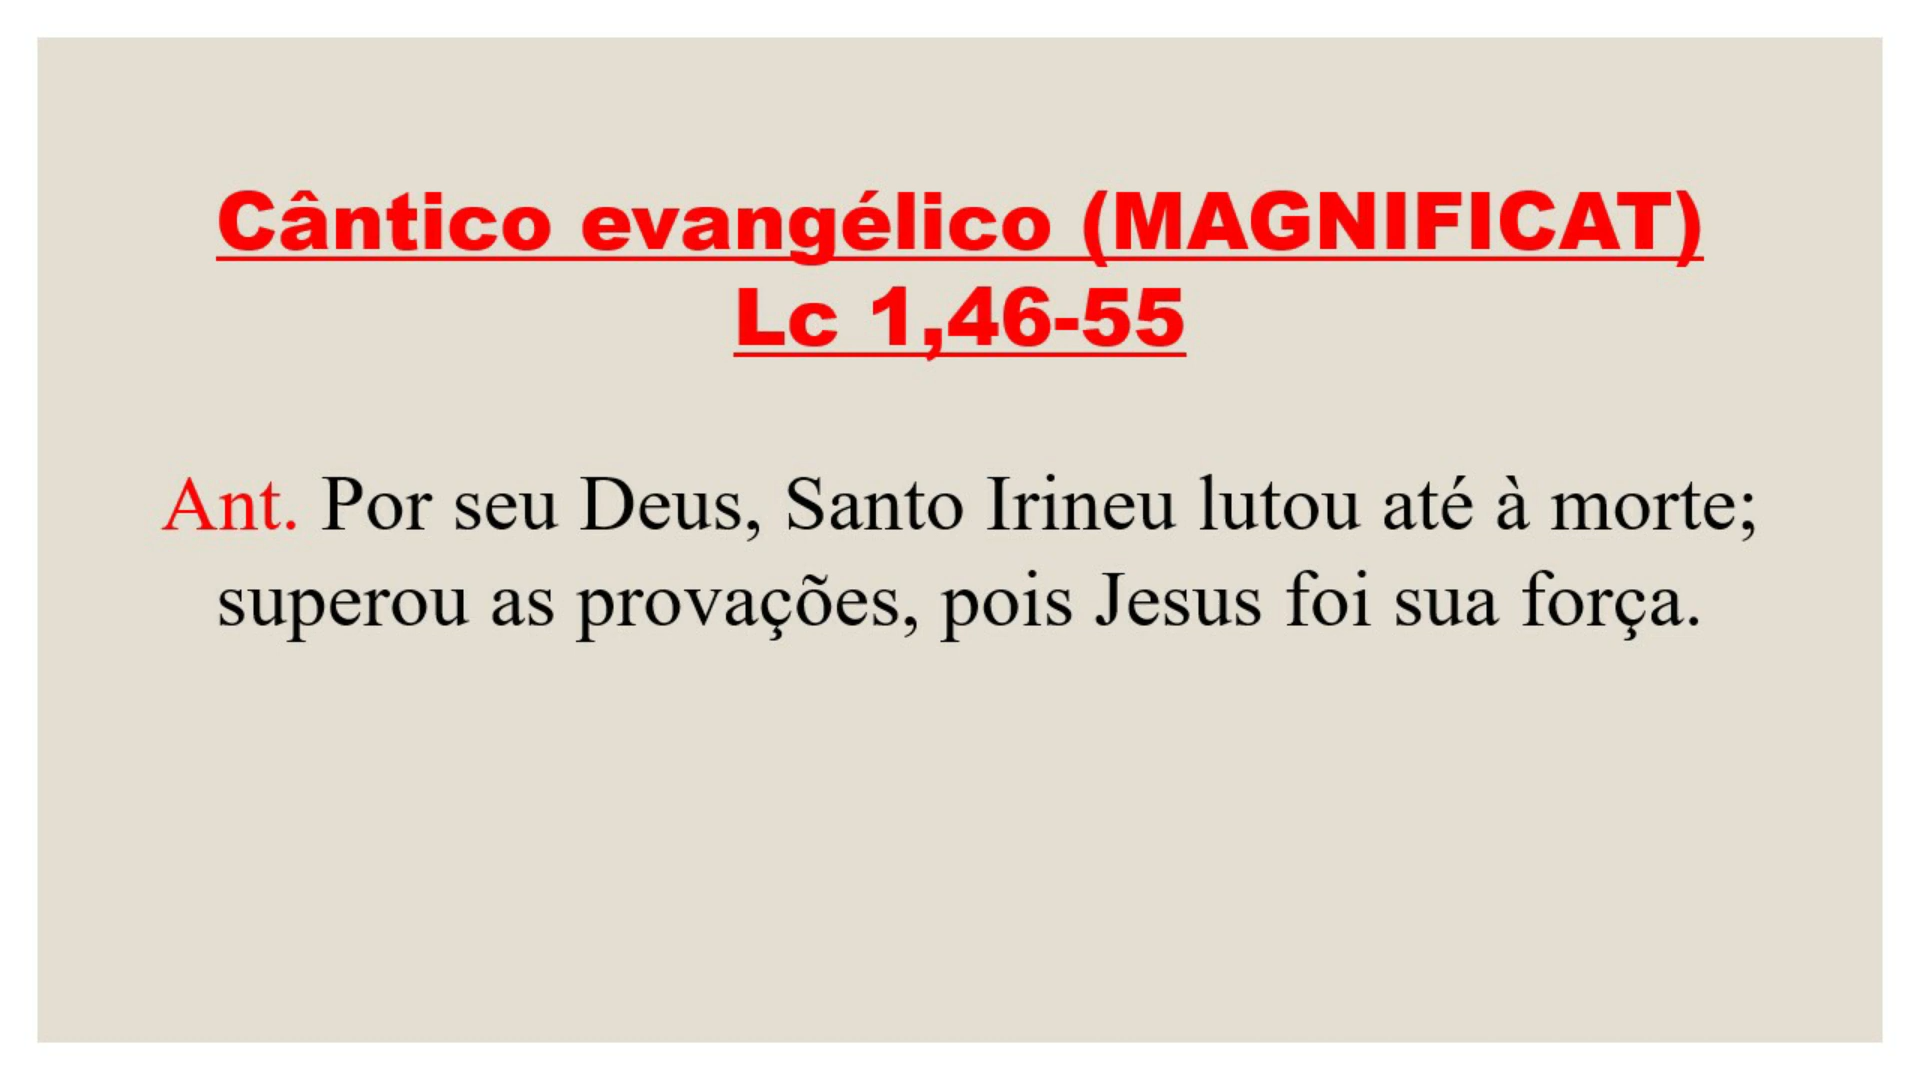 Cântico evangélico (MAGNIFICAT)
Lc 1,46-55
Ant. Por seu Deus, Santo Irineu lutou até à morte;
superou as provações, pois Jesus foi sua força.